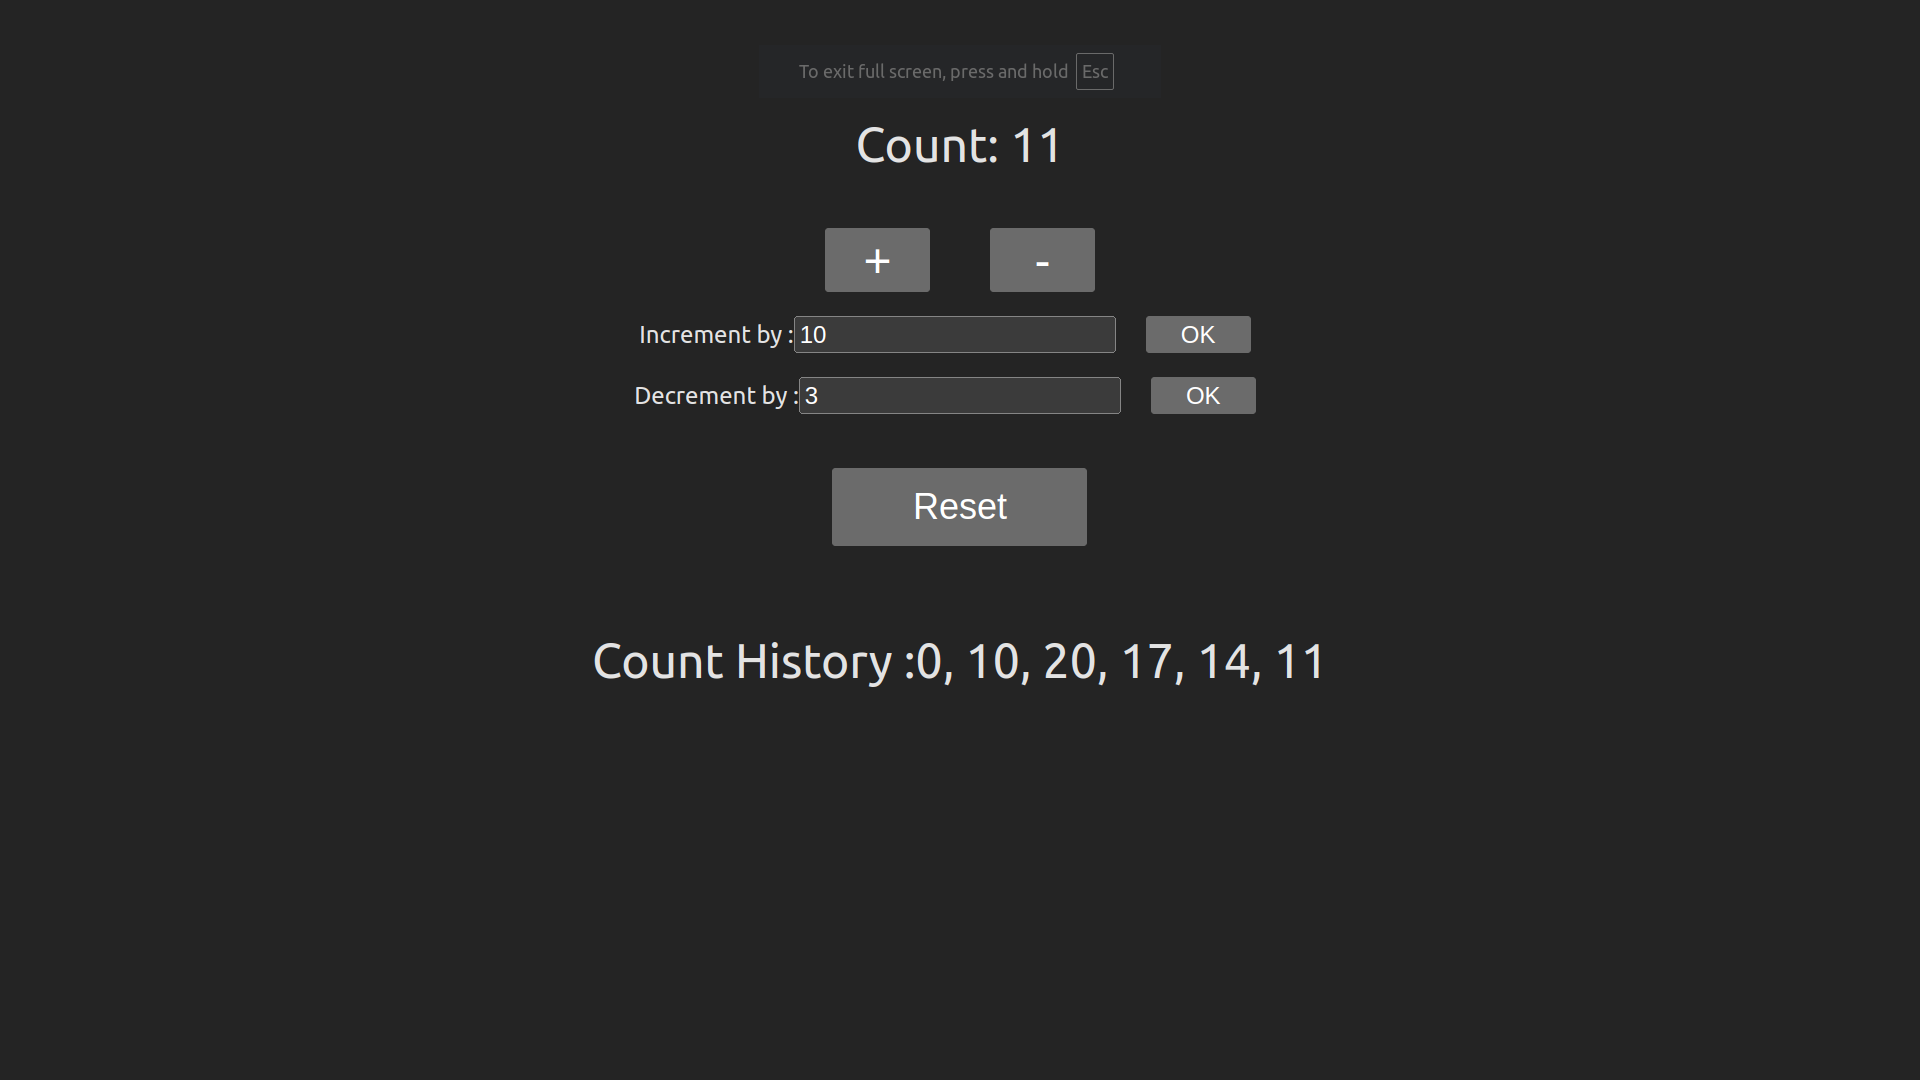 To exit full screen, press and hold Esc
Count: 11
+ -
Increment by :10 OK
Decrement by :3 OK
Reset
Count History :0, 10, 20, 17, 14, 11